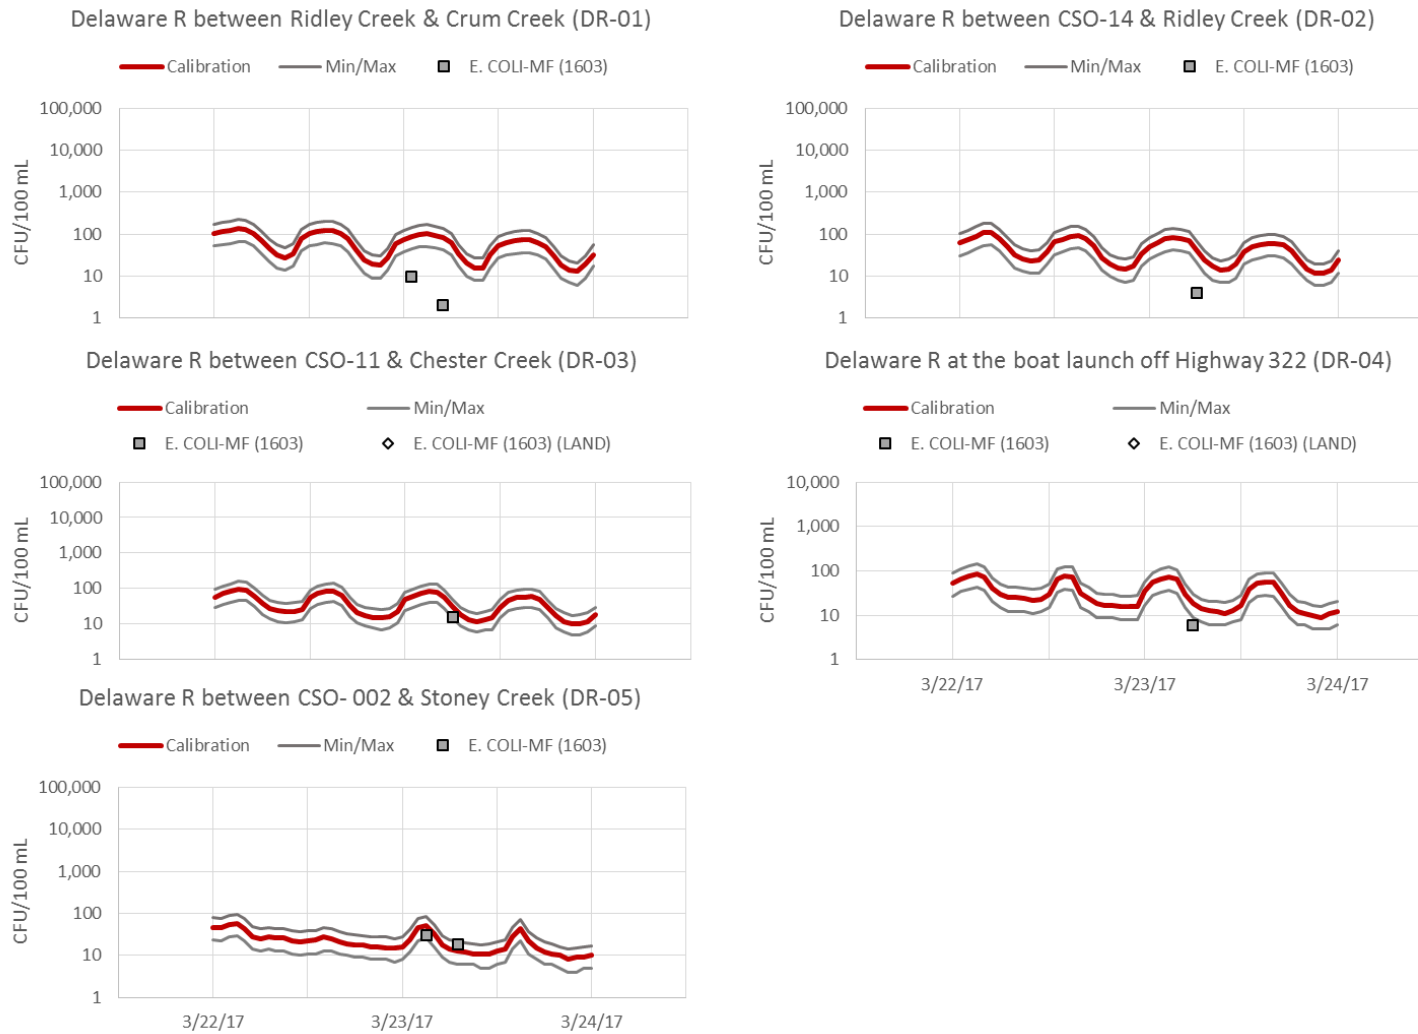 Delaware R between Ridley Creek & Crum Creek (DR-01)
Calibration Min/Max E. COLI-MF (1603)
100,000
10,000
1,000
100
10
1
CFU/100 mL
Delaware R between CSO-14 & Ridley Creek (DR-02)
Calibration Min/Max E. COLI-MF (1603)
100,000
10,000
1,000
100
10
1
CFU/100 mL
Delaware R between CSO-11 & Chester Creek (DR-03)
Calibration Min/Max
E. COLI-MF (1603) E. COLI-MF (1603) (LAND)
100,000
10,000
1,000
100
10
1
CFU/100 mL
Delaware R at the boat launch off Highway 322 (DR-04)
Calibration Min/Max
E. COLI-MF (1603) E. COLI-MF (1603) (LAND)
10,000
1,000
100
10
1
CFU/100 mL
3/22/17 3/23/17 3/24/17
Delaware R between CSO- 002 & Stoney Creek (DR-05)
Calibration Min/Max E. COLI-MF (1603)
100,000
10,000
1,000
100
10
1
CFU/100 mL
3/22/17 3/23/17 3/24/17